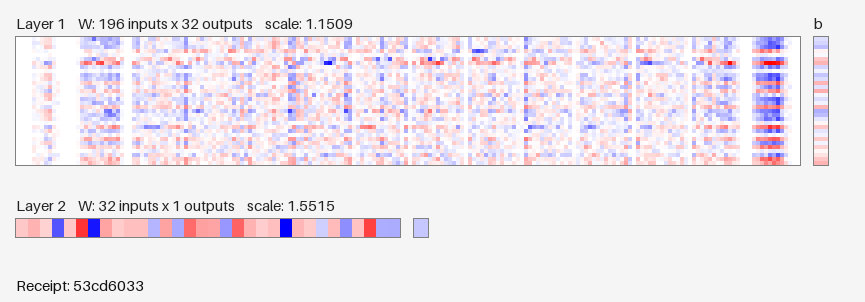 Layer 1 W: 196 inputs x 32 outputs scale: 1.1509 b
Layer 2 W: 32 inputs x 1 outputs scale: 1.5515
Receipt: 53cd6033